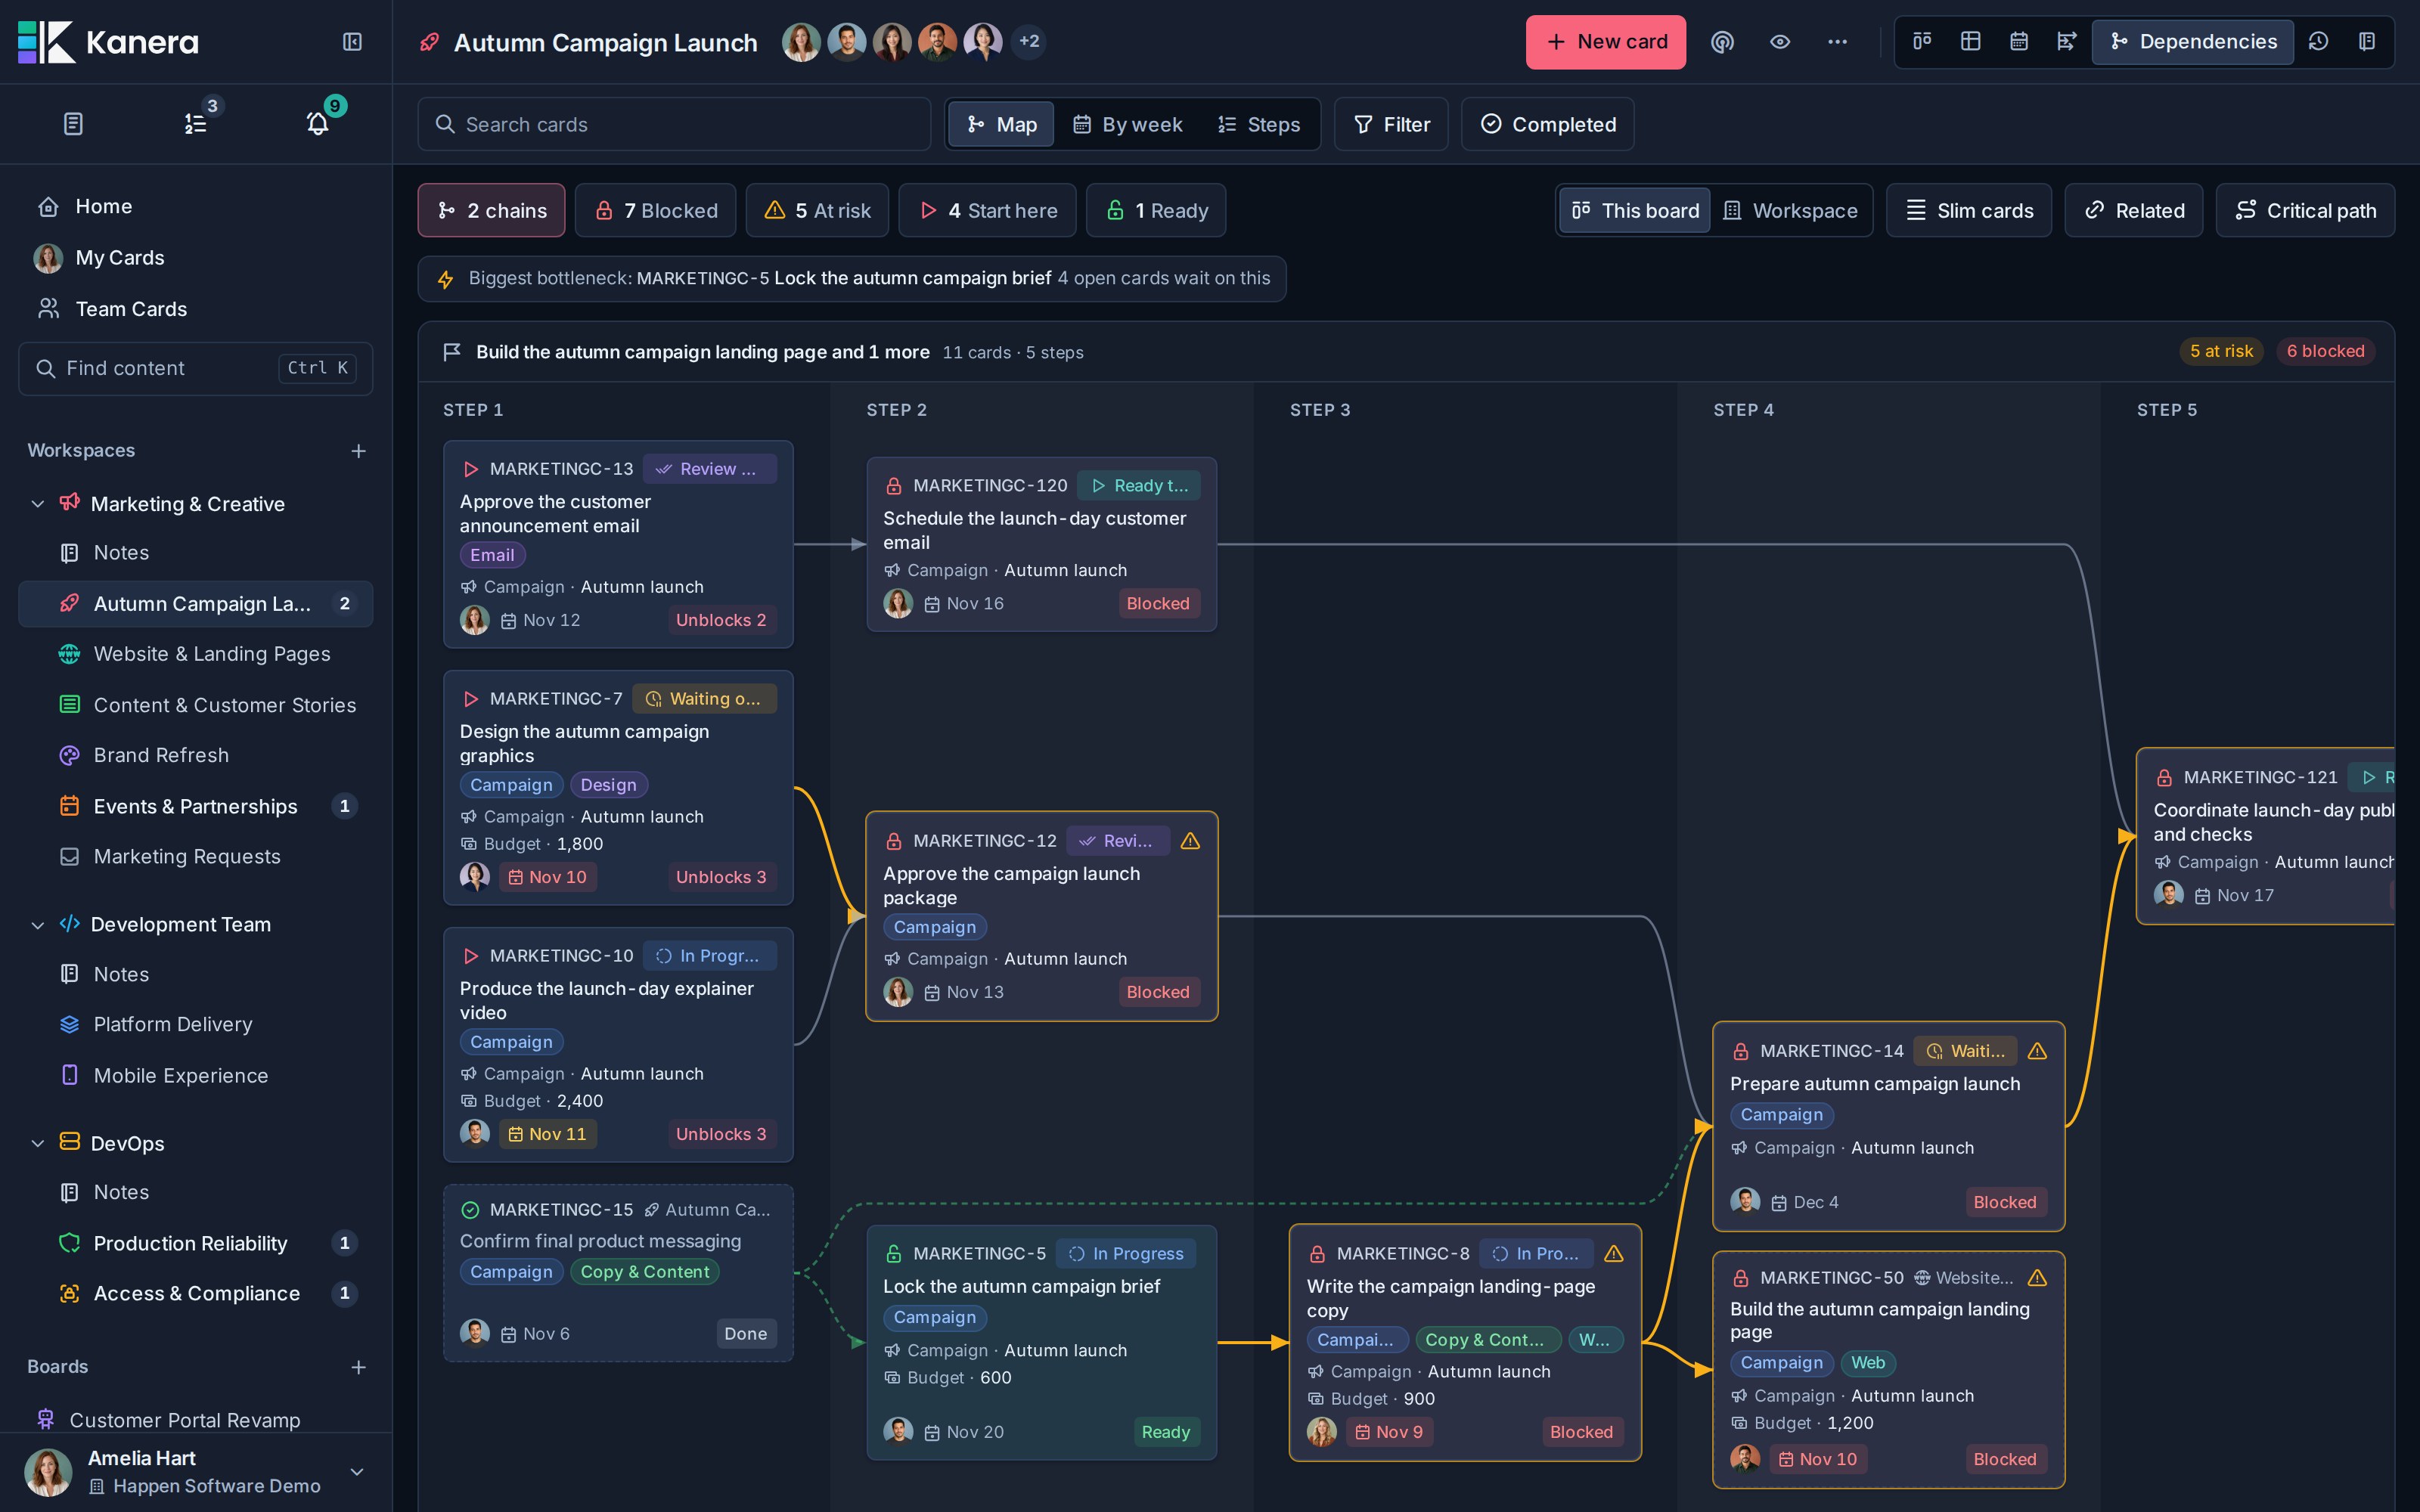 Kanera
Autumn Campaign Launch
+2
New card
Dependencies
3
9
Search cards
Map
By week
Steps
Filter
Completed
Home
My Cards
Team Cards
Find content
Ctrl K
Workspaces
Marketing & Creative
Notes
Autumn Campaign La... 2
Website & Landing Pages
Content & Customer Stories
Brand Refresh
Events & Partnerships 1
Marketing Requests
Development Team
Notes
Platform Delivery
Mobile Experience
DevOps
Notes
Production Reliability 1
Access & Compliance 1
Boards
Customer Portal Revamp
Amelia Hart
Happen Software Demo
2 chains
7 Blocked
5 At risk
4 Start here
1 Ready
This board
Workspace
Slim cards
Related
Critical path
Biggest bottleneck: MARKETINGC-5 Lock the autumn campaign brief 4 open cards wait on this
Build the autumn campaign landing page and 1 more 11 cards · 5 steps
5 at risk
6 blocked
STEP 1
MARKETINGC-13 Review ...
Approve the customer
announcement email
Email
Campaign · Autumn launch
Nov 12 Unblocks 2
MARKETINGC-7 Waiting o...
Design the autumn campaign
graphics
Campaign Design
Campaign · Autumn launch
Budget · 1,800
Nov 10 Unblocks 3
MARKETINGC-10 In Progr...
Produce the launch-day explainer
video
Campaign
Campaign · Autumn launch
Budget · 2,400
Nov 11 Unblocks 3
MARKETINGC-15 Autumn Ca...
Confirm final product messaging
Campaign Copy & Content
Nov 6 Done
STEP 2
MARKETINGC-120 Ready t...
Schedule the launch-day customer
email
Campaign · Autumn launch
Nov 16 Blocked
MARKETINGC-12 Revi...
Approve the campaign launch
package
Campaign
Campaign · Autumn launch
Nov 13 Blocked
MARKETINGC-5 In Progress
Lock the autumn campaign brief
Campaign
Campaign · Autumn launch
Budget · 600
Nov 20 Ready
STEP 3
MARKETINGC-8 In Pro...
Write the campaign landing-page
copy
Campai... Copy & Cont... W...
Campaign · Autumn launch
Budget · 900
Nov 9 Blocked
STEP 4
MARKETINGC-14 Waiti...
Prepare autumn campaign launch
Campaign
Campaign · Autumn launch
Dec 4 Blocked
MARKETINGC-50 Website...
Build the autumn campaign landing
page
Campaign Web
Campaign · Autumn launch
Budget · 1,200
Nov 10 Blocked
STEP 5
MARKETINGC-121 R
Coordinate launch-day publ
and checks
Campaign · Autumn launch
Nov 17